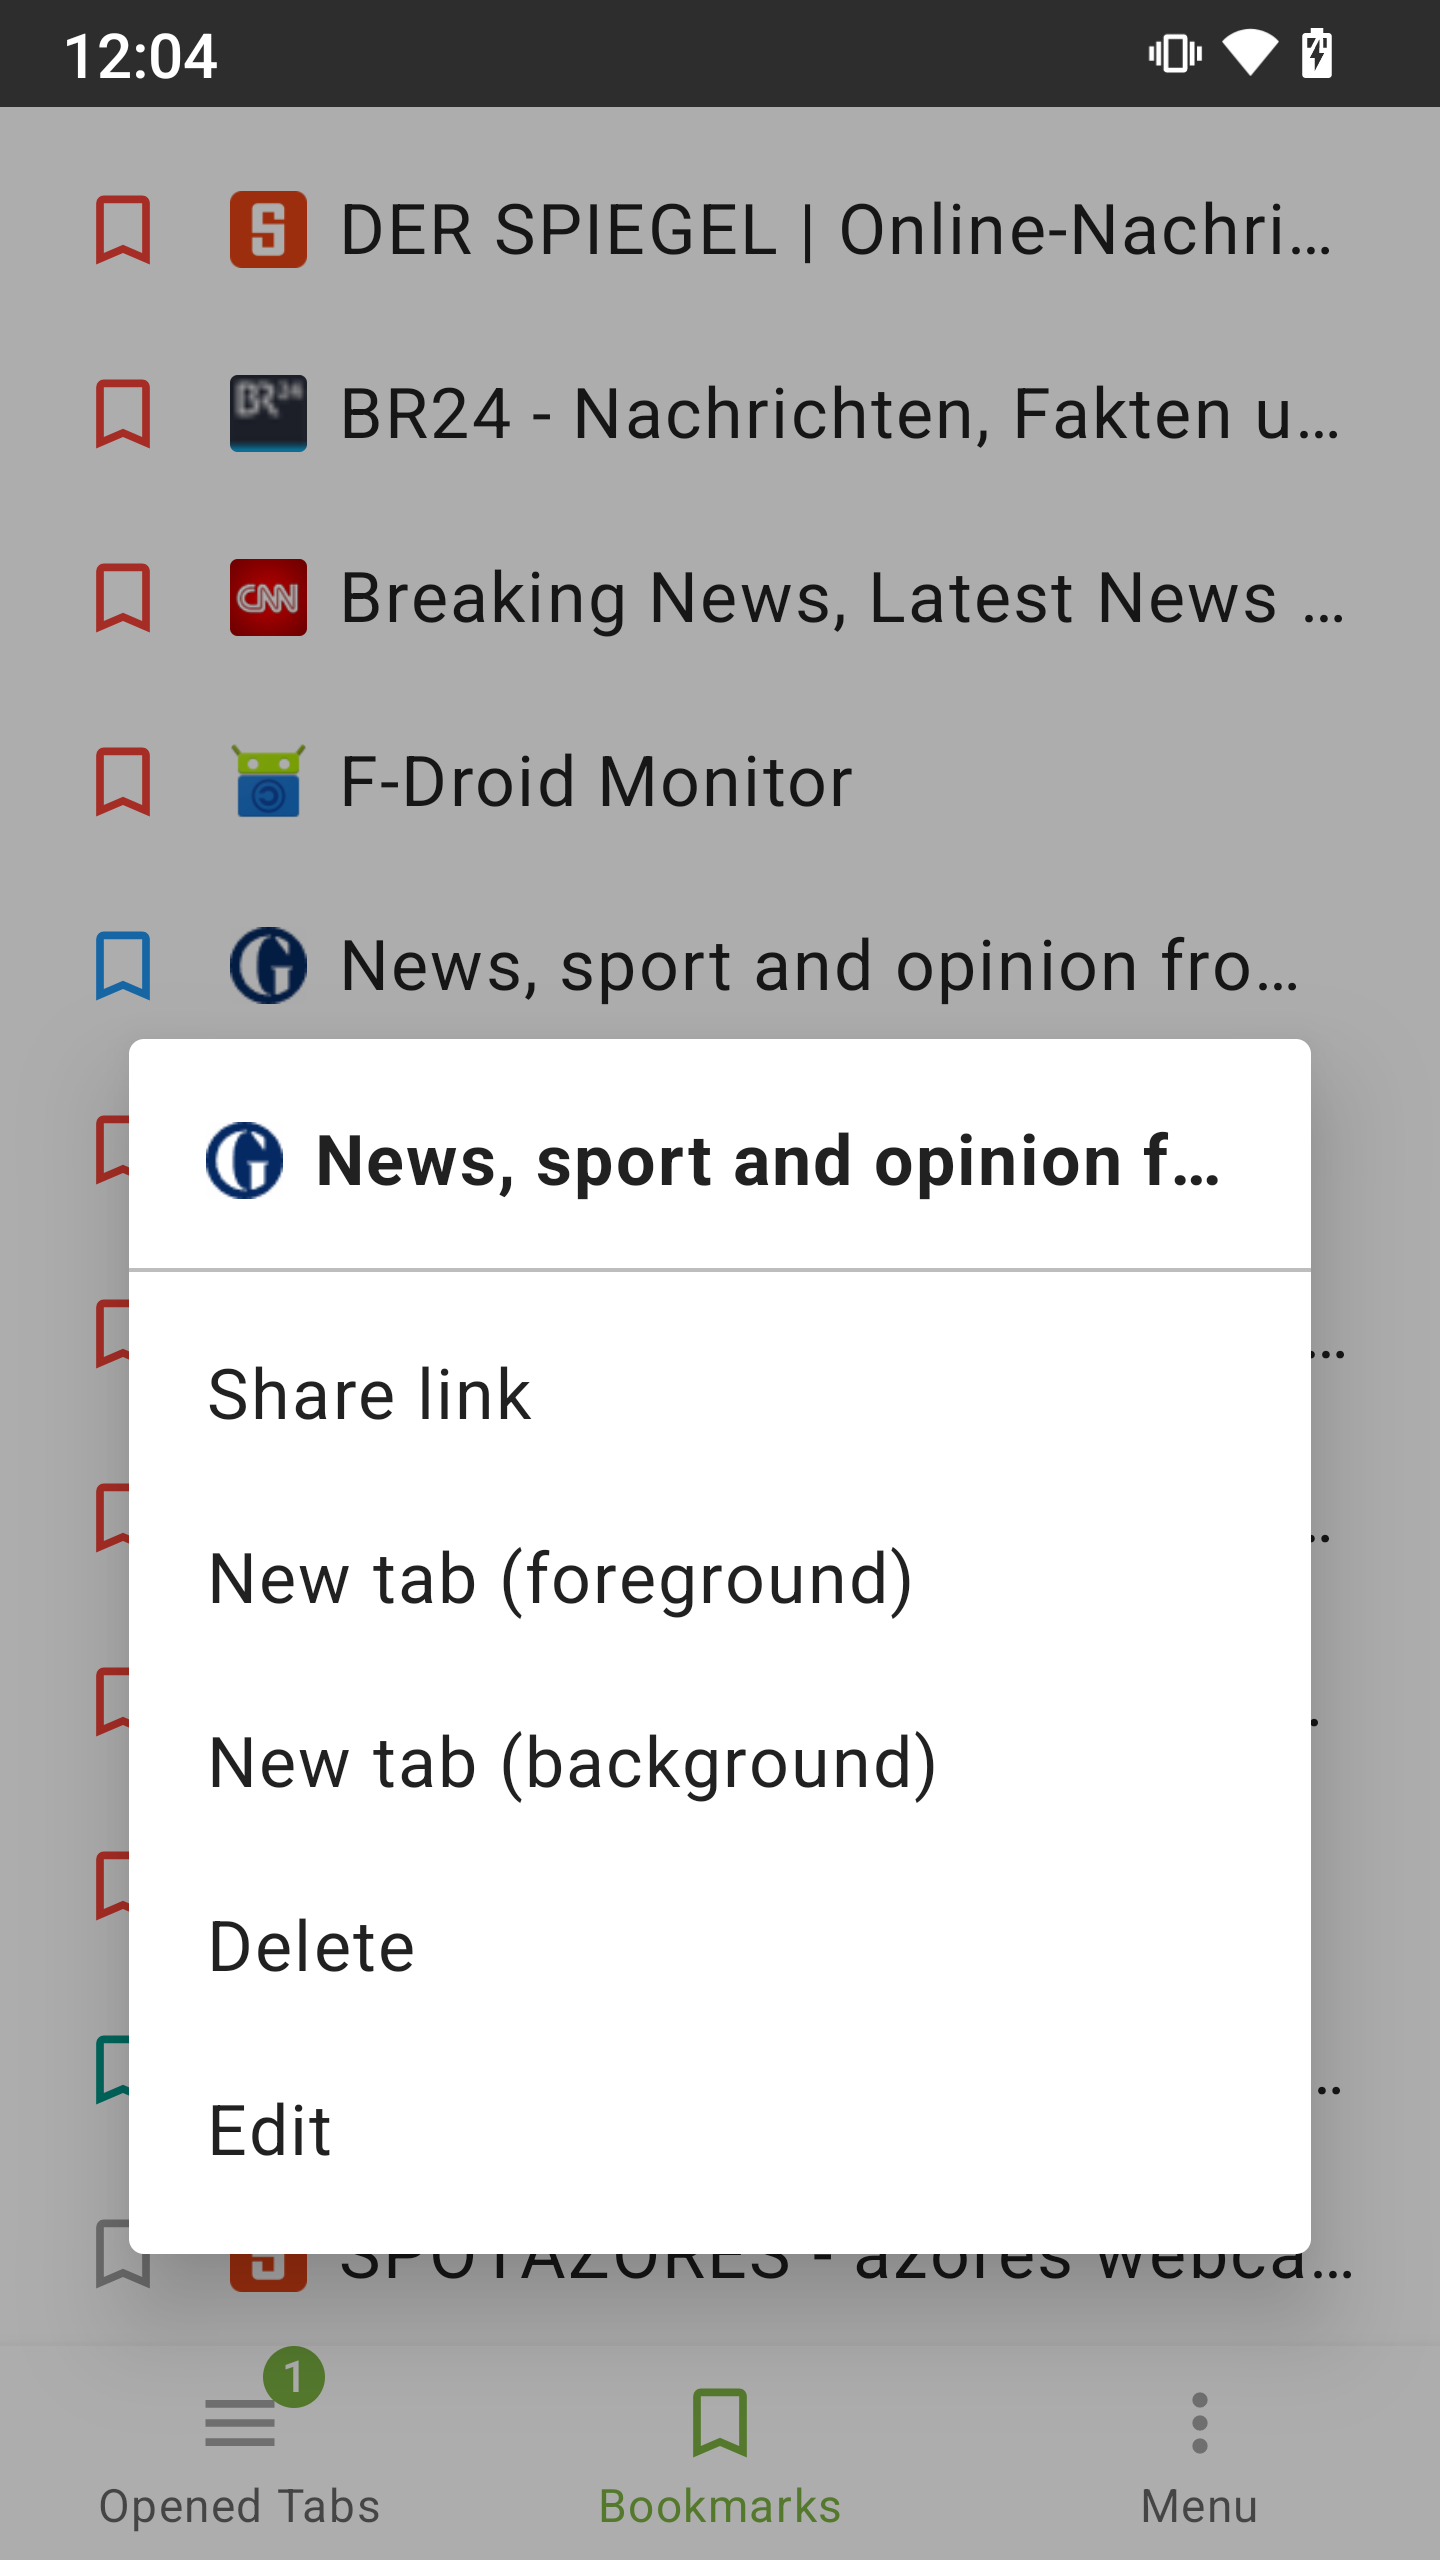 12:04
DER SPIEGEL | Online-Nachri…
BR24
BR24 - Nachrichten, Fakten u…
CNN
Breaking News, Latest News …
F-Droid Monitor
News, sport and opinion fro…
News, sport and opinion f…
Share link
New tab (foreground)
New tab (background)
Delete
Edit
SPOTAZORES - azores webca…
1
Opened Tabs
Bookmarks
Menu